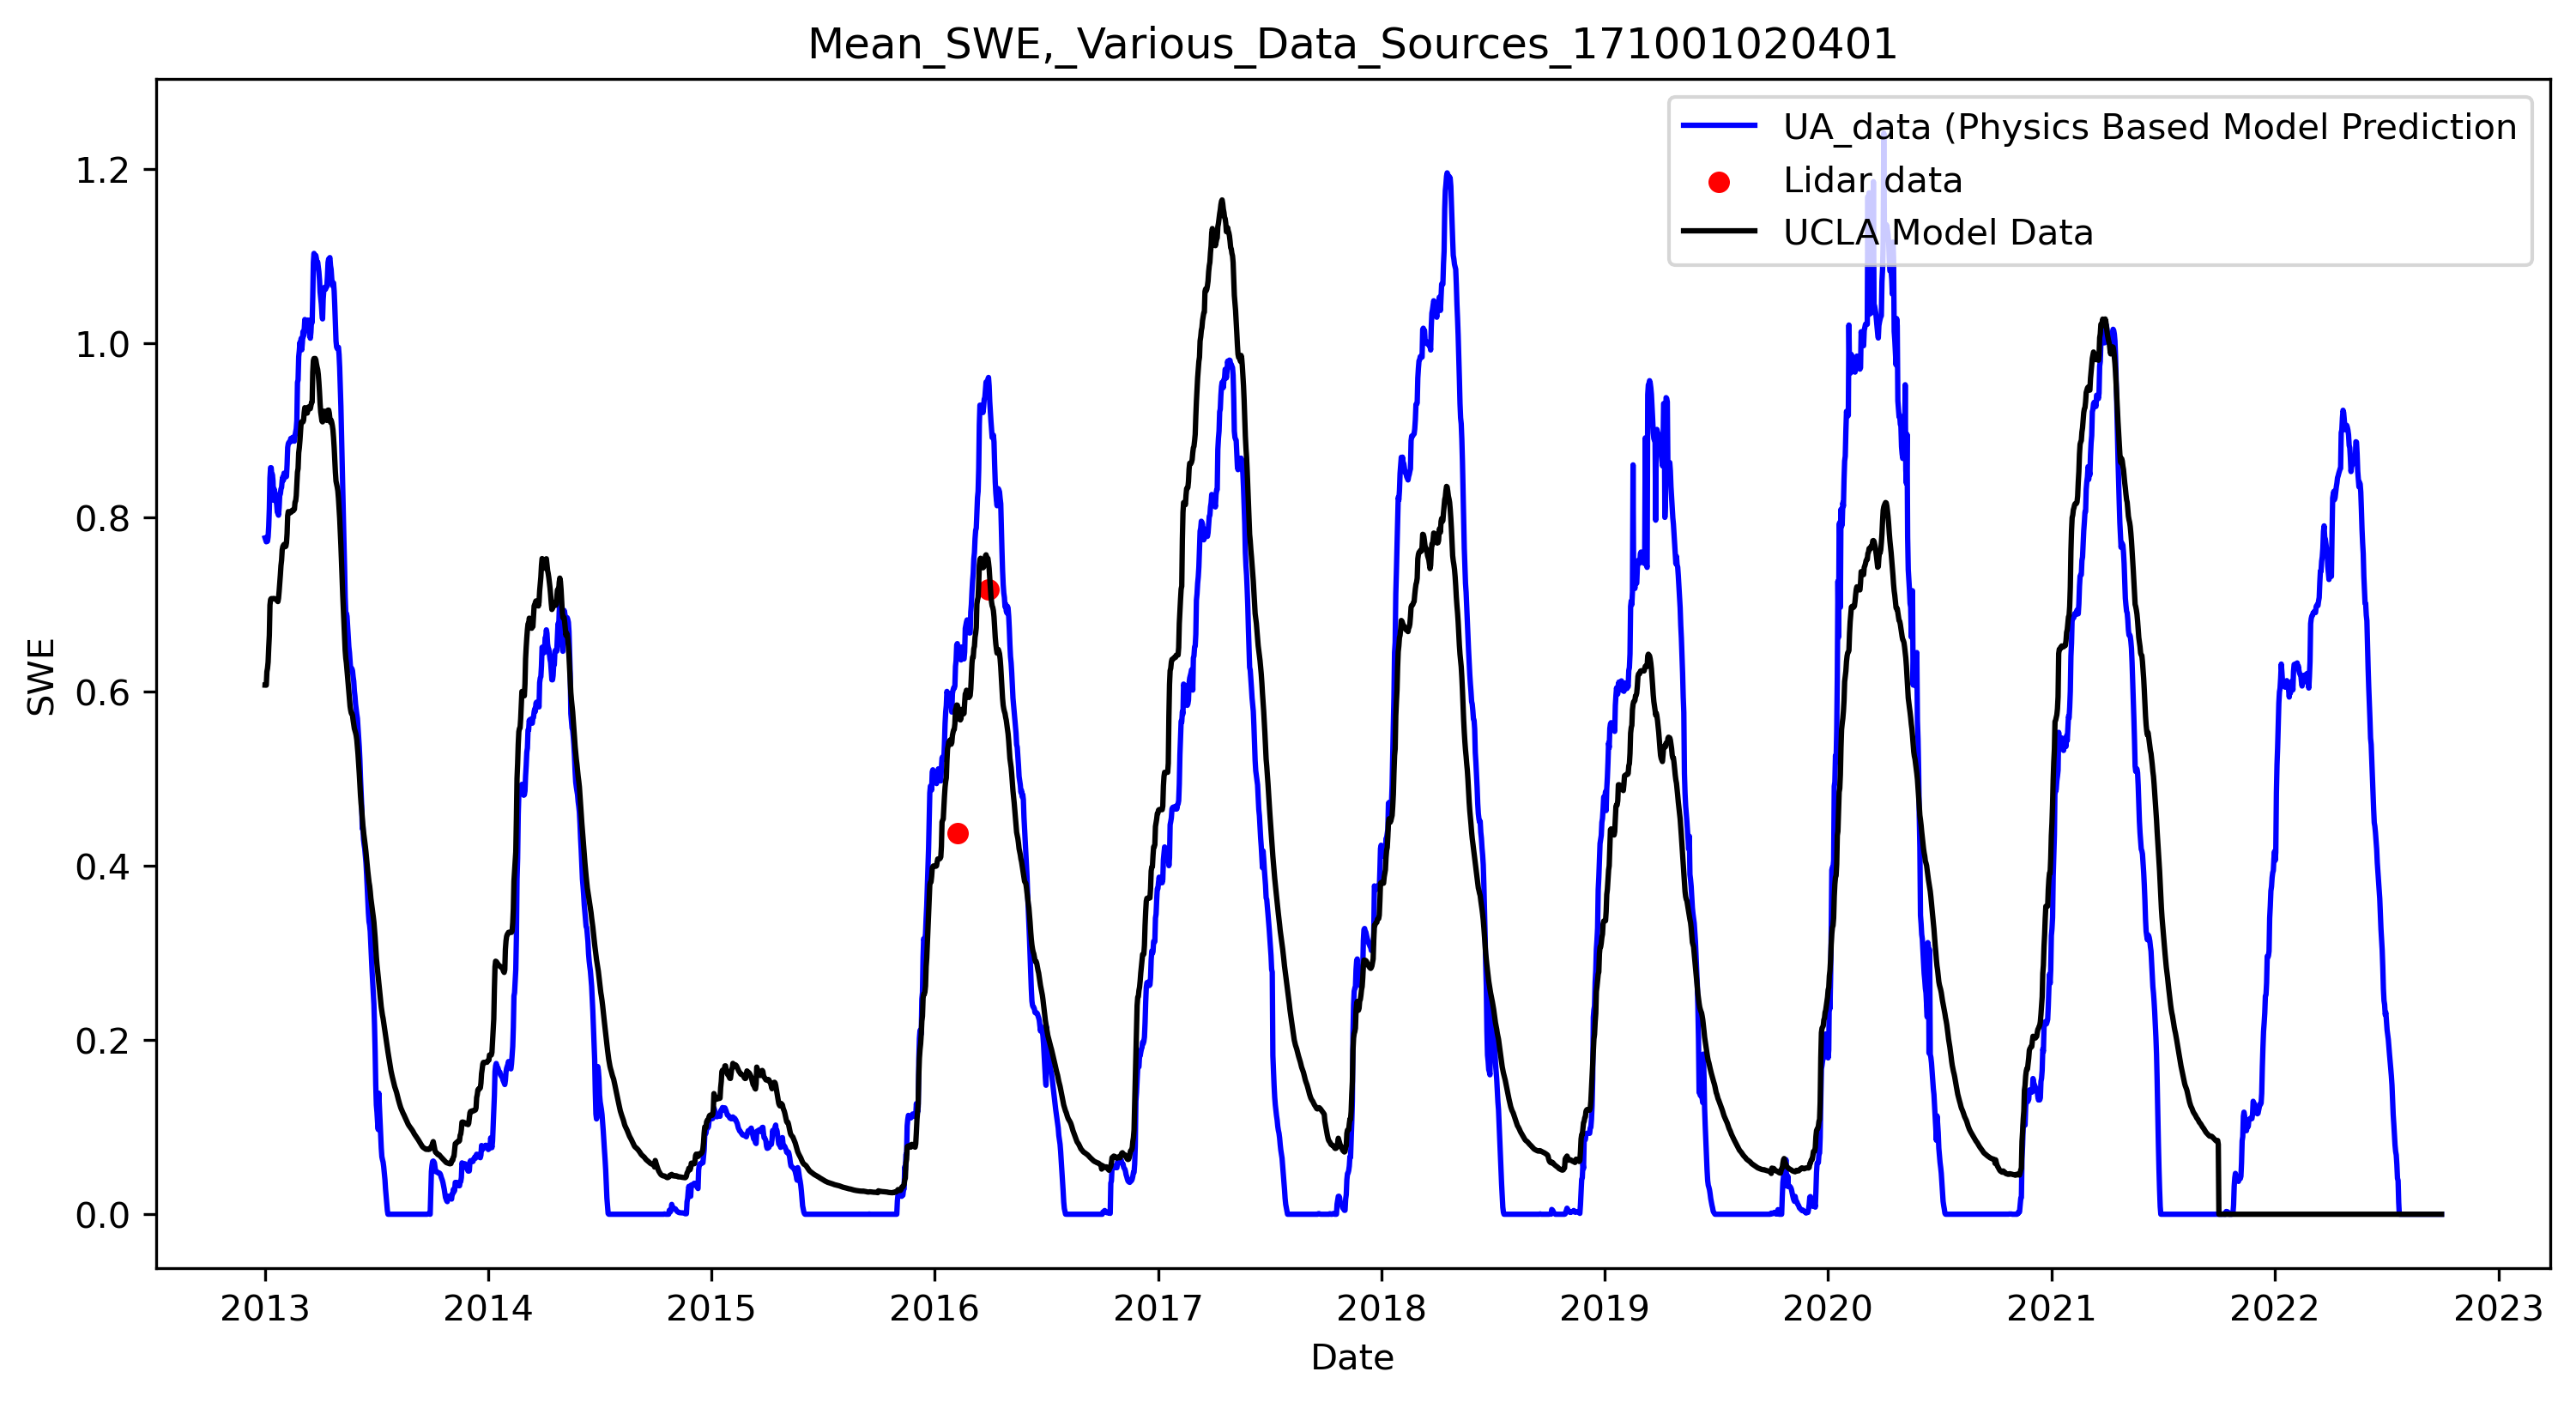 Mean_SWE,_Various_Data_Sources_171001020401
UA_data (Physics Based Model Prediction
Lidar data
UCLA Model Data
SWE
1.2
1.0
0.8
0.6
0.4
0.2
0.0
2013 2014 2015 2016 2017 2018 2019 2020 2021 2022 2023
Date